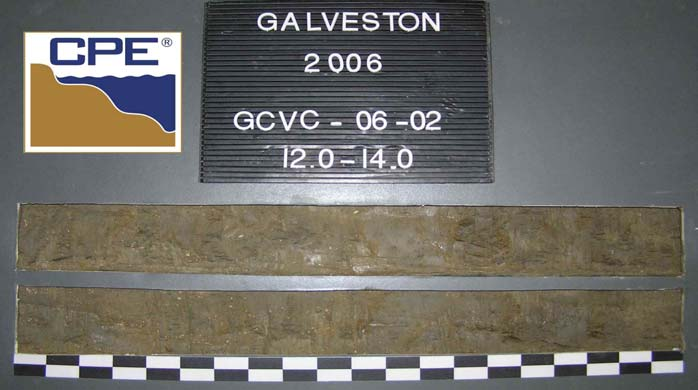 CPE®
GALVESTON
2006
GCVC - 06-02
12.0-14.0